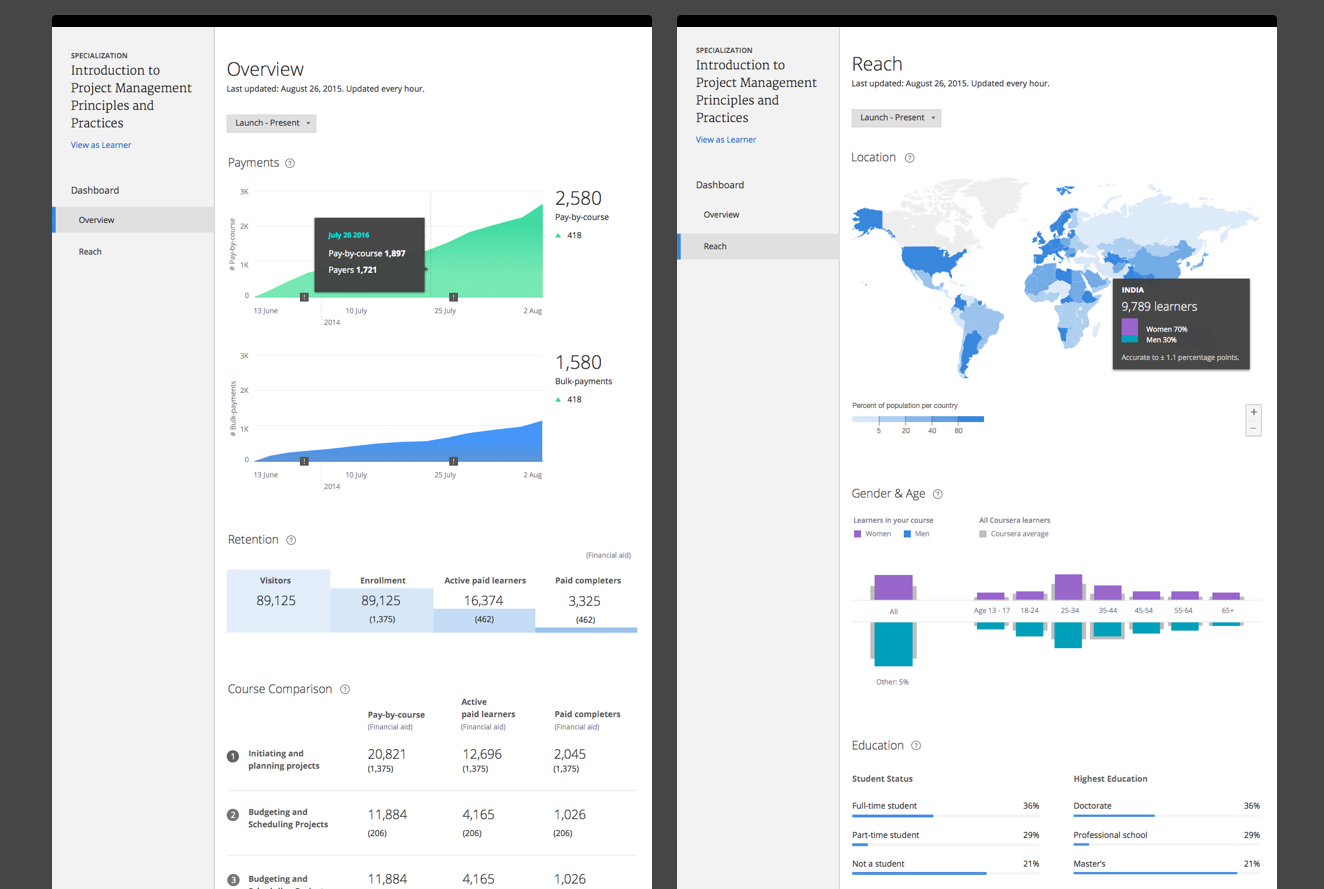 SPECIALIZATION
Introduction to
Project Management
Principles and
Practices
View as Learner
Dashboard
Overview
Reach
Overview
Last updated: August 26, 2015. Updated every hour.
Launch - Present
Payments ?
# Pay-by-course
3K
2K
1K
0
July 20 2016
Pay-by-course 1,897
Payers 1,721
!
!
13 June
10 July
25 July
2 Aug
2014
2,580
Pay-by-course
418
# Bulk-payments
3K
2K
1K
0
!
!
13 June
10 July
25 July
2 Aug
2014
1,580
Bulk-payments
418
Retention ?
(Financial aid)
Visitors Enrollment Active paid learners Paid completers
89,125 89,125 16,374 3,325
(1,375) (462) (462)
Course Comparison ?
Pay-by-course
(Financial aid)
Active
paid learners
(Financial aid)
Paid completers
(Financial aid)
1 Initiating and
planning projects
20,821 12,696 2,045
(1,375) (1,375) (1,375)
2 Budgeting and
Scheduling Projects
11,884 4,165 1,026
(206) (206) (206)
3 Budgeting and
11,884 4,165 1,026
SPECIALIZATION
Introduction to
Project Management
Principles and
Practices
View as Learner
Dashboard
Overview
Reach
Reach
Last updated: August 26, 2015. Updated every hour.
Launch - Present
Location ?
INDIA
9,789 learners
Women 70%
Men 30%
Accurate to ± 1.1 percentage points.
Percent of population per country
5 20 40 80
+
−
Gender & Age ?
Learners in your course
Women Men
All Coursera learners
Coursera average
All
Age 13 - 17 18-24 25-34 35-44 45-54 55-64 65+
Other: 5%
Education ?
Student Status
Full-time student 36%
Part-time student 29%
Not a student 21%
Highest Education
Doctorate 36%
Professional school 29%
Master's 21%